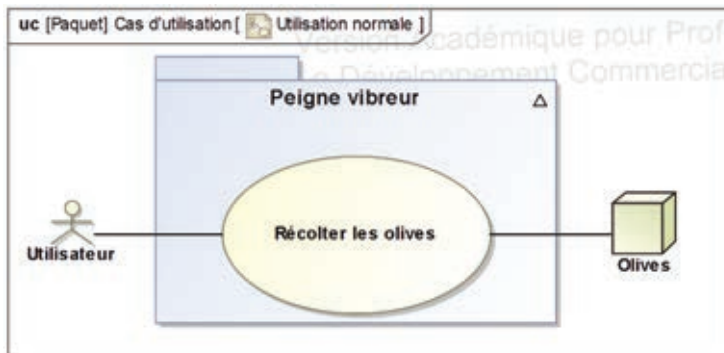 uc [Paquet] Cas d'utilisation [ Utilisation normale ]
Version Académique pour Prof
Le Développement Commercia
Peigne vibreur
Récolter les olives
Utilisateur
Olives